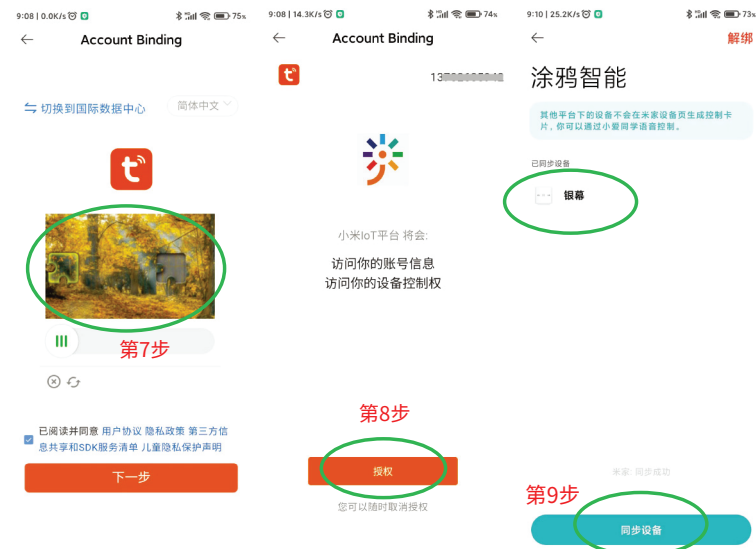 9:08 | 0.0K/s
75%
Account Binding
切换到国际数据中心
简体中文
第7步
已阅读并同意 用户协议 隐私政策 第三方信
息共享和SDK服务清单 儿童隐私保护声明
下一步
9:08 | 14.3K/s
74%
Account Binding
小米IoT平台 将会:
访问你的账号信息
访问你的设备控制权
第8步
授权
您可以随时取消授权
9:10 | 25.2K/s
73%
解绑
涂鸦智能
其他平台下的设备不会在米家设备页生成控制卡
片, 你可以通过小爱同学语音控制。
已同步设备
银幕
米家: 同步成功
第9步
同步设备